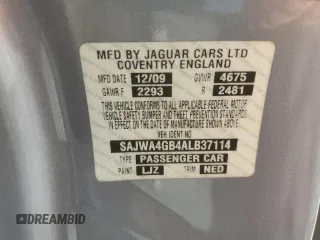 MFD BY JAGUAR CARS LTD
COVENTRY ENGLAND
MFD DATE 12/09 GVWR 4675
GAWR F 2293 R 2481
THIS VEHICLE CONFORMS TO ALL APPLICABLE FEDERAL MOTOR
VEHICLE SAFETY BUMPER AND THEFT PREVENTION STANDARDS
IN EFFECT ON THE DATE OF MANUFACTURE SHOWN ABOVE
VEH IDENT
SAJWA4GB4ALB37114
TYPE PASSENGER CAR
PAINT LJZ TRIM NED
© DREAMBID